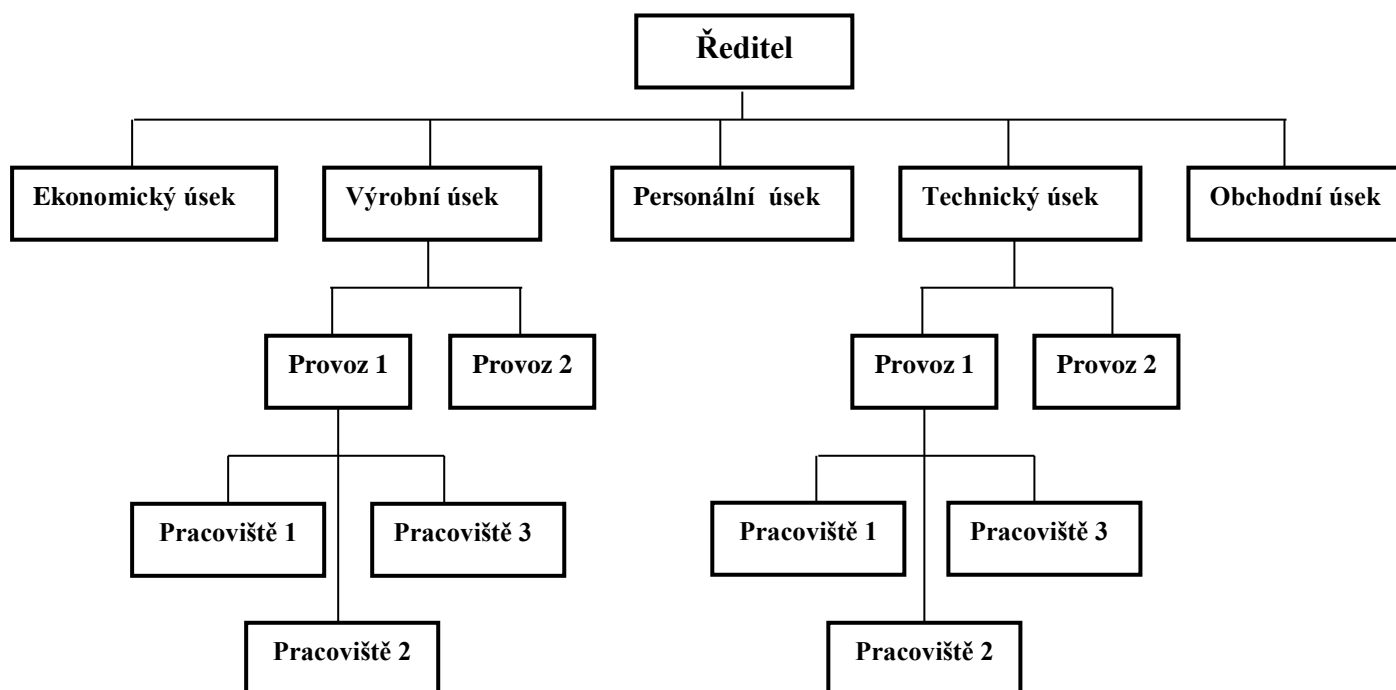 Ředitel
Ekonomický úsek
Výrobní úsek
Personální úsek
Technický úsek
Obchodní úsek
Provoz 1
Provoz 2
Provoz 1
Provoz 2
Pracoviště 1
Pracoviště 3
Pracoviště 1
Pracoviště 3
Pracoviště 2
Pracoviště 2